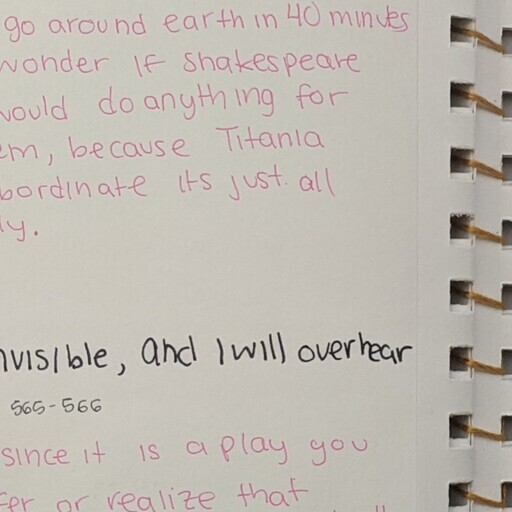 go around earth in 40 minutes
wonder If Shakespeare
would do anything for
em, because Titania
bordinate its just all
ly.
nvisible, and I will overhear
565-566
since it is a play you
fer or realize that